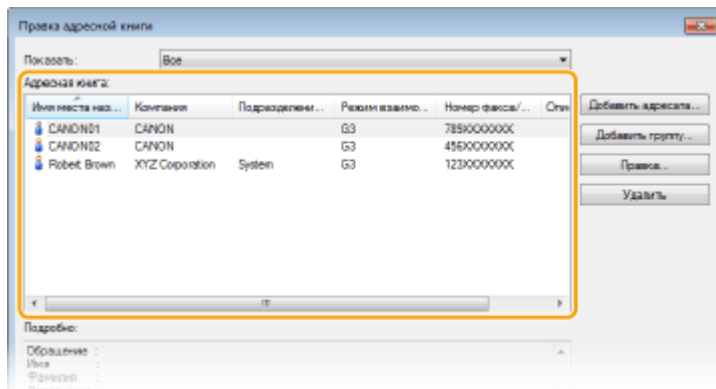 Правка адресной книги
Показать: Все
Адресная книга:
Имя места наз... Компания Подразделени... Режим взаимо... Номер факса/... Опи
CANON01 CANON G3 789XXXXXXX
CANON02 CANON G3 456XXXXXXX
Robert Brown XYZ Corporation System G3 123XXXXXXX
Добавить адресата...
Добавить группу...
Правка...
Удалить
Подробно:
Обращение :
Имя :
Фамилия :